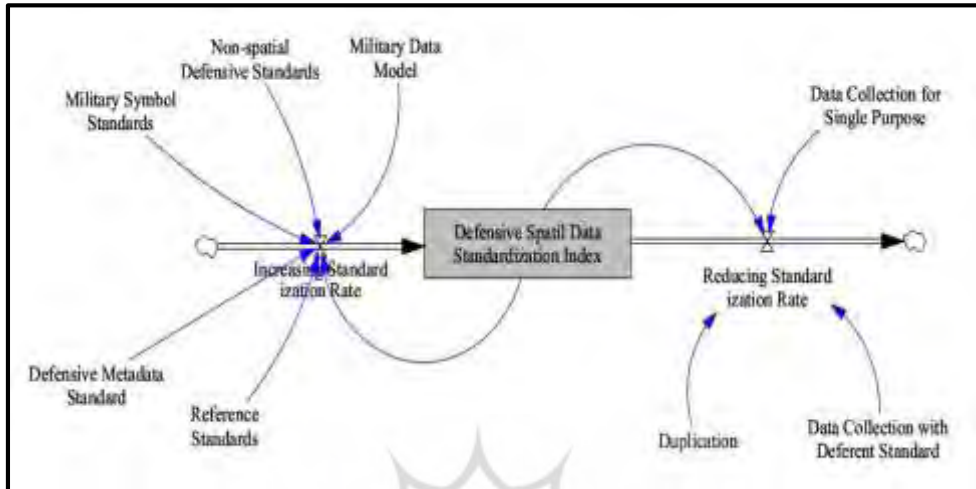 Non-spatial
Defensive Standards
Military Data
Model
Military Symbol
Standards
Data Collection for
Single Purpose
Defensive Spatil Data
Standardization Index
Increasing Standard
ization Rate
Reducing Standard
ization Rate
Defensive Metadata
Standard
Reference
Standards
Duplication
Data Collection with
Deferent Standard